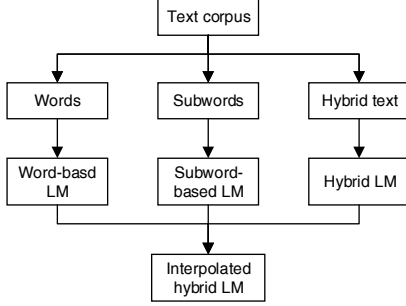 Text corpus
Words
Subwords
Hybrid text
Word-basd
LM
Subword-
based LM
Hybrid LM
Interpolated
hybrid LM